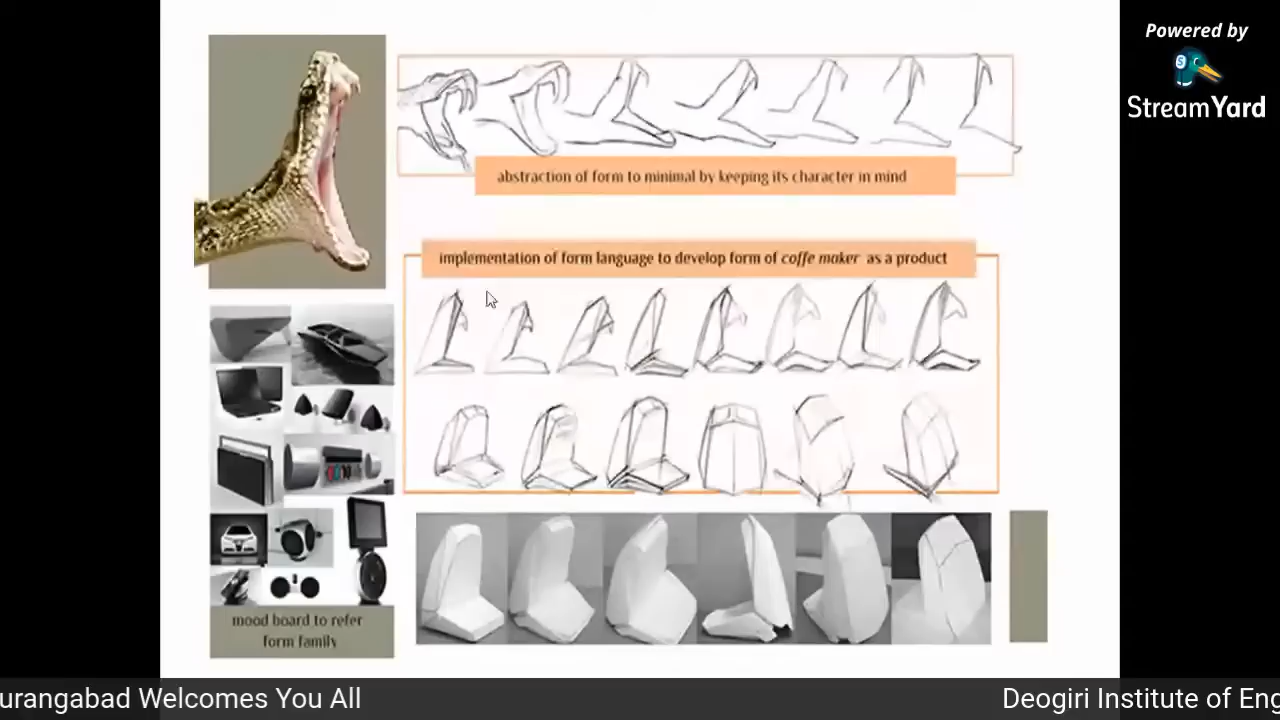 Powered by
StreamYard
abstraction of form to minimal by keeping its character in mind
implementation of form language to develop form of coffe maker as a product
mood board to refer
form family
urangabad Welcomes You All
Deogiri Institute of Eng